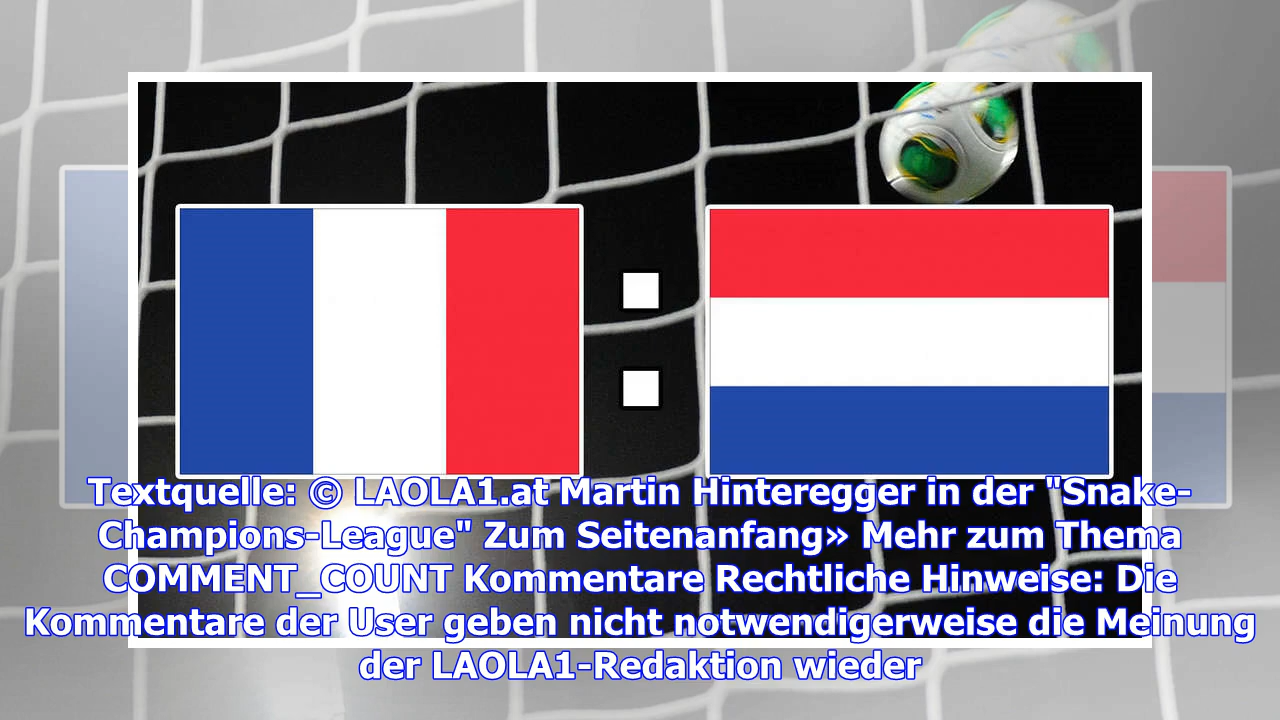 Textquelle: © LAOLA1.at Martin Hinteregger in der "Snake-
Champions-League" Zum Seitenanfang» Mehr zum Thema
COMMENT_COUNT Kommentare Rechtliche Hinweise: Die
Kommentare der User geben nicht notwendigerweise die Meinung
der LAOLA1-Redaktion wieder